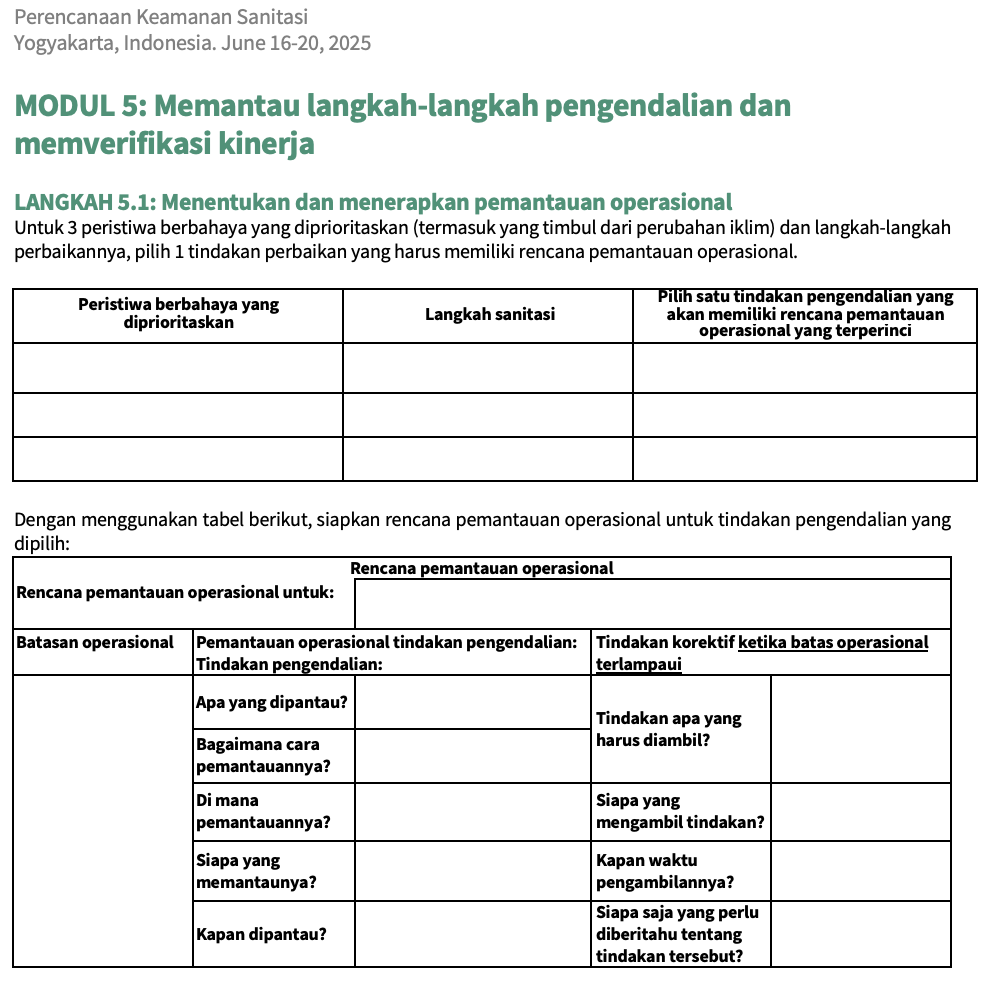 Perencanaan Keamanan Sanitasi
Yogyakarta, Indonesia. June 16-20, 2025
MODUL 5: Memantau langkah-langkah pengendalian dan
memverifikasi kinerja
LANGKAH 5.1: Menentukan dan menerapkan pemantauan operasional
Untuk 3 peristiwa berbahaya yang diprioritaskan (termasuk yang timbul dari perubahan iklim) dan langkah-langkah
perbaikannya, pilih 1 tindakan perbaikan yang harus memiliki rencana pemantauan operasional.
Peristiwa berbahaya yang
diprioritaskan
Langkah sanitasi
Pilih satu tindakan pengendalian yang
akan memiliki rencana pemantauan
operasional yang terperinci
Dengan menggunakan tabel berikut, siapkan rencana pemantauan operasional untuk tindakan pengendalian yang
dipilih:
Rencana pemantauan operasional
Rencana pemantauan operasional untuk:
Batasan operasional
Pemantauan operasional tindakan pengendalian:
Tindakan pengendalian:
Tindakan korektif ketika batas operasional
terlampaui
Apa yang dipantau?
Bagaimana cara
pemantauannya?
Tindakan apa yang
harus diambil?
Di mana
pemantauannya?
Siapa yang
mengambil tindakan?
Siapa yang
memantaunya?
Kapan waktu
pengambilannya?
Kapan dipantau?
Siapa saja yang perlu
diberitahu tentang
tindakan tersebut?